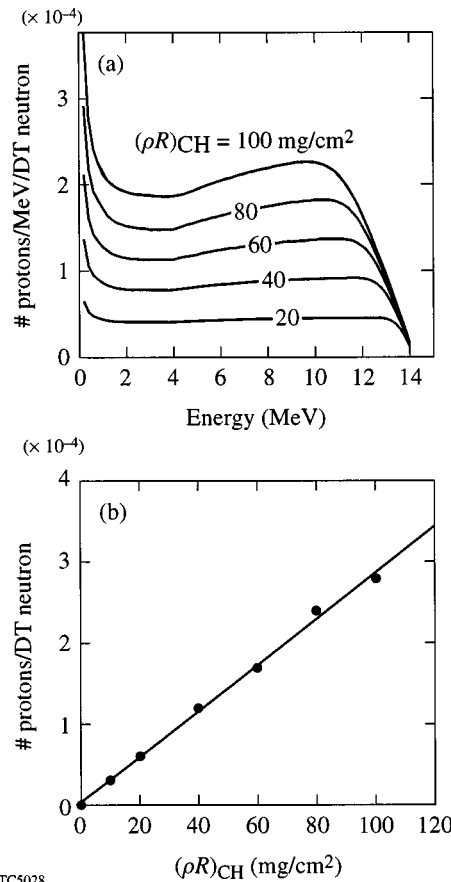 (× 10⁻⁴)
(a)
# protons/MeV/DT neutron
3
2
1
0
(ρR)CH = 100 mg/cm²
80
60
40
20
0 2 4 6 8 10 12 14
Energy (MeV)
(× 10⁻⁴)
(b)
# protons/DT neutron
4
3
2
1
0
0 20 40 60 80 100 120
(ρR)CH (mg/cm²)
TC5028